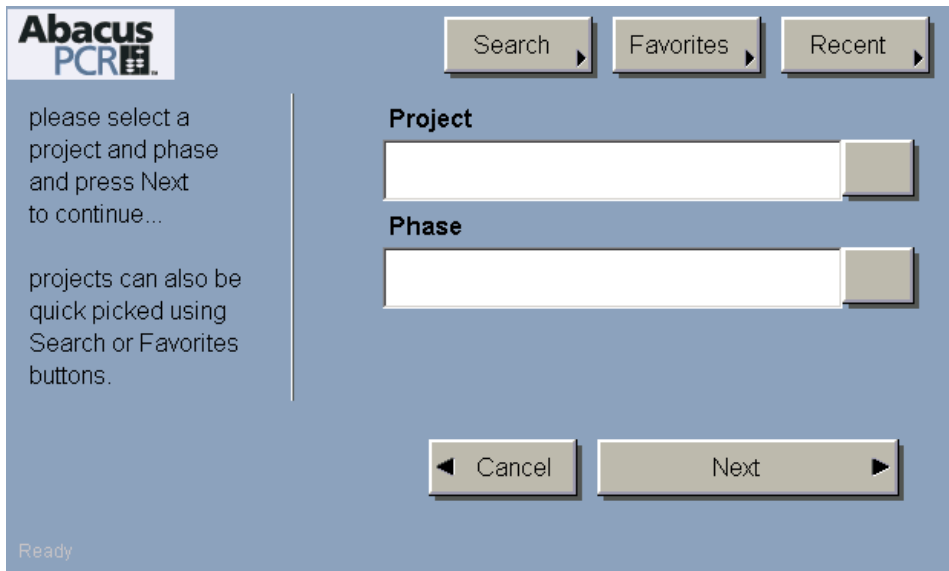 Abacus
PCR
Search
Favorites
Recent
please select a
project and phase
and press Next
to continue...
projects can also be
quick picked using
Search or Favorites
buttons.
Project
Phase
Cancel
Next
Ready